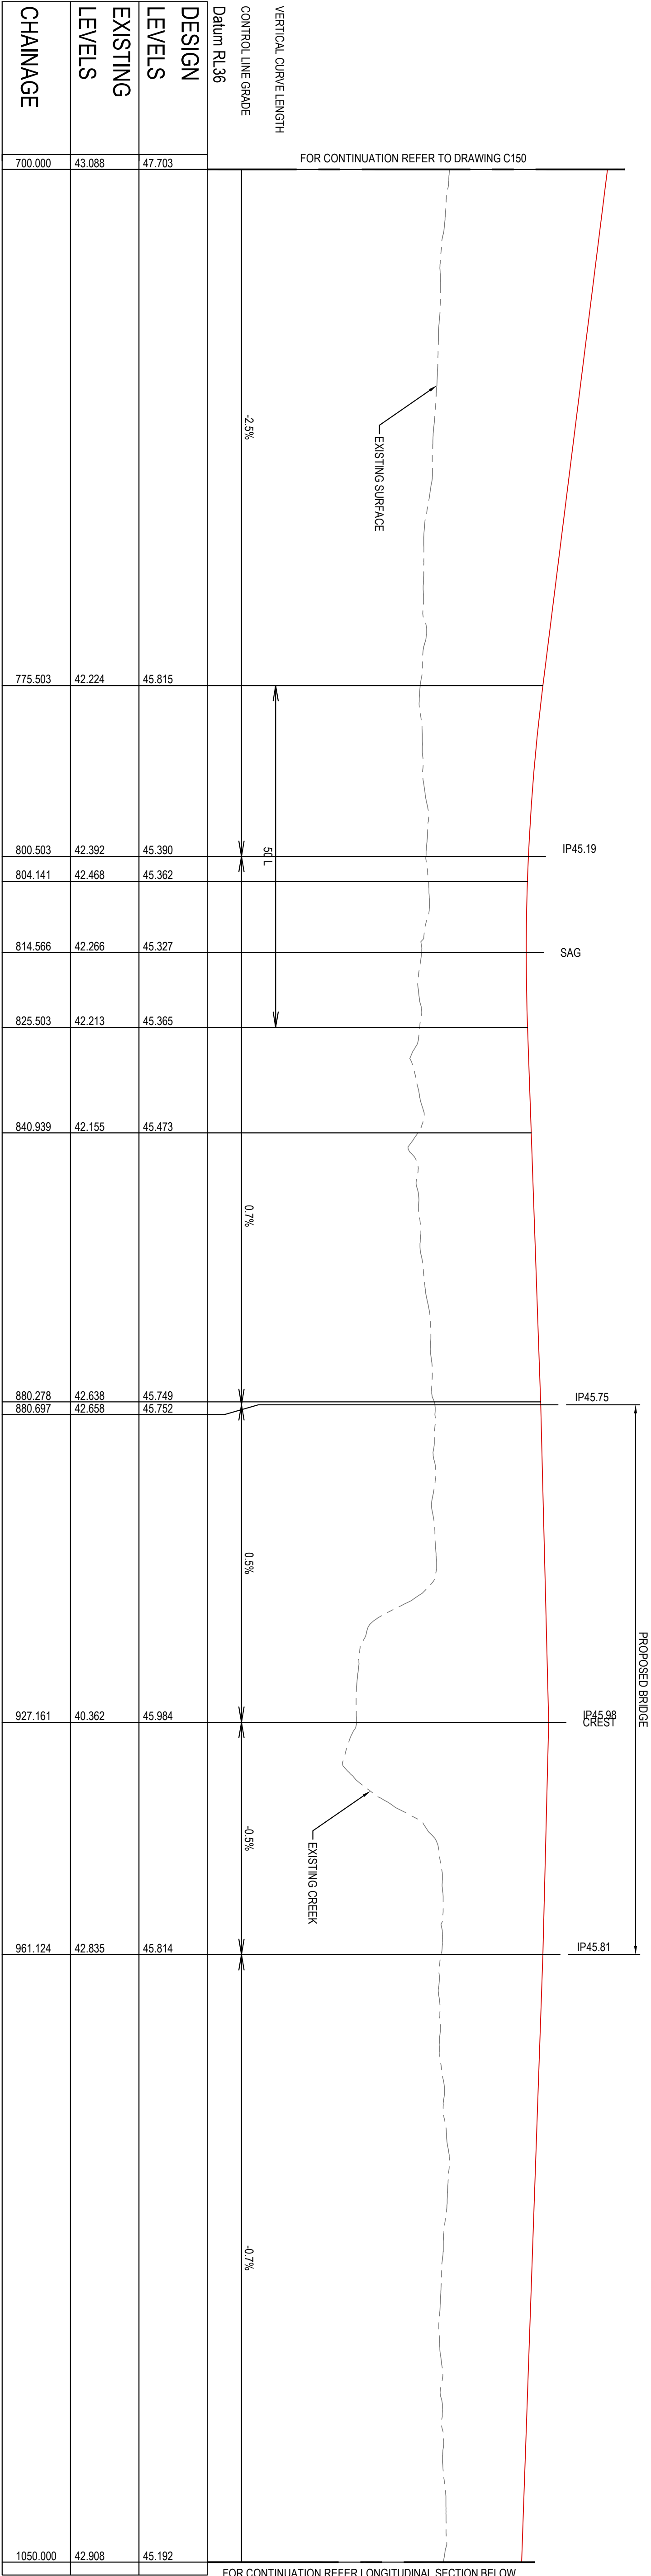 VERTICAL CURVE LENGTH
CONTROL LINE GRADE
Datum RL36
DESIGN
LEVELS
EXISTING
LEVELS
CHAINAGE
FOR CONTINUATION REFER TO DRAWING C150
700.000 43.088 47.703
-2.5%
EXISTING SURFACE
775.503 42.224 45.815
50 L
800.503 42.392 45.390
IP45.19
804.141 42.468 45.362
814.566 42.266 45.327
SAG
825.503 42.213 45.365
840.939 42.155 45.473
0.7%
880.278 42.638 45.749
IP45.75
880.697 42.658 45.752
0.5%
PROPOSED BRIDGE
927.161 40.362 45.984
IP45.98
CREST
-0.5%
EXISTING CREEK
961.124 42.835 45.814
IP45.81
-0.7%
1050.000 42.908 45.192
FOR CONTINUATION REFER LONGITUDINAL SECTION BELOW